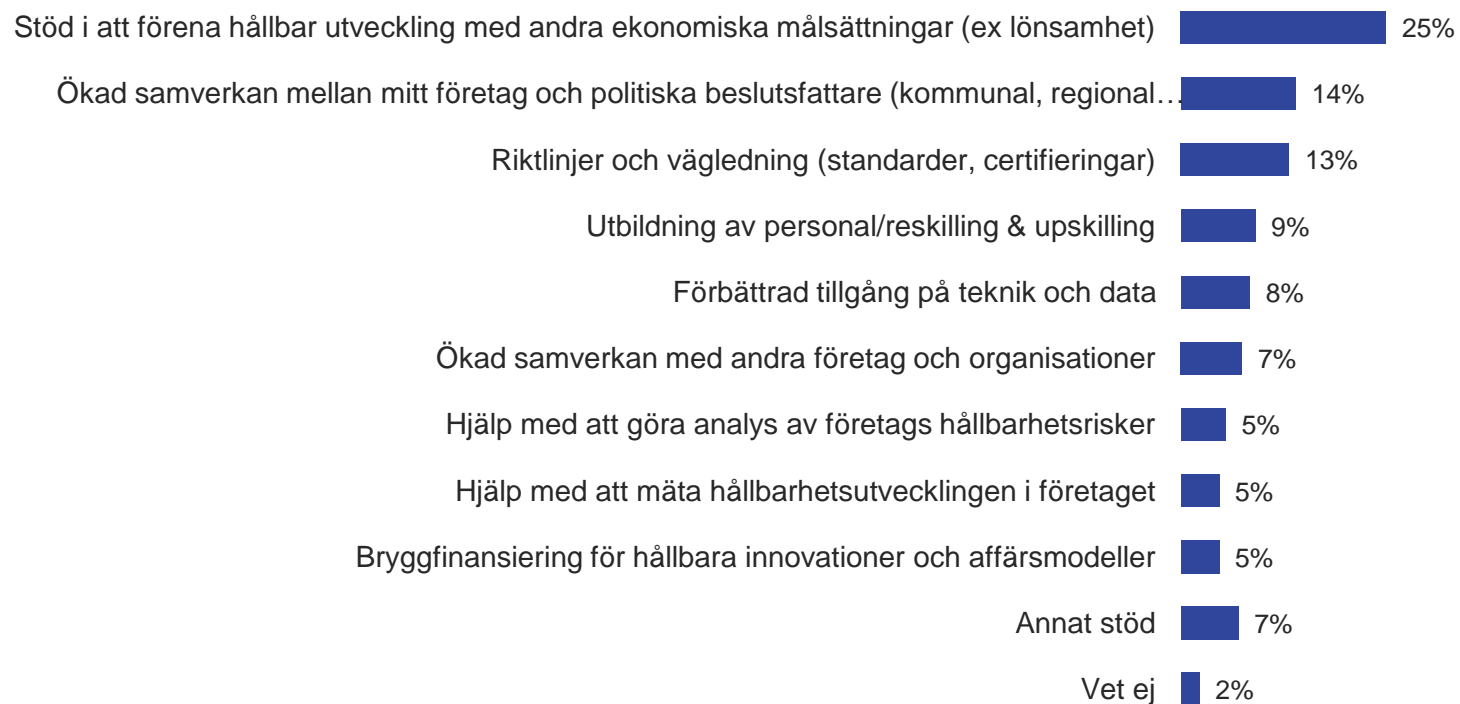 Stöd i att förena hållbar utveckling med andra ekonomiska målsättningar (ex lönsamhet) 25%
Ökad samverkan mellan mitt företag och politiska beslutsfattare (kommunal, regional… 14%
Riktlinjer och vägledning (standarder, certifieringar) 13%
Utbildning av personal/reskilling & upskilling 9%
Förbättrad tillgång på teknik och data 8%
Ökad samverkan med andra företag och organisationer 7%
Hjälp med att göra analys av företags hållbarhetsrisker 5%
Hjälp med att mäta hållbarhetsutvecklingen i företaget 5%
Bryggfinansiering för hållbara innovationer och affärsmodeller 5%
Annat stöd 7%
Vet ej 2%